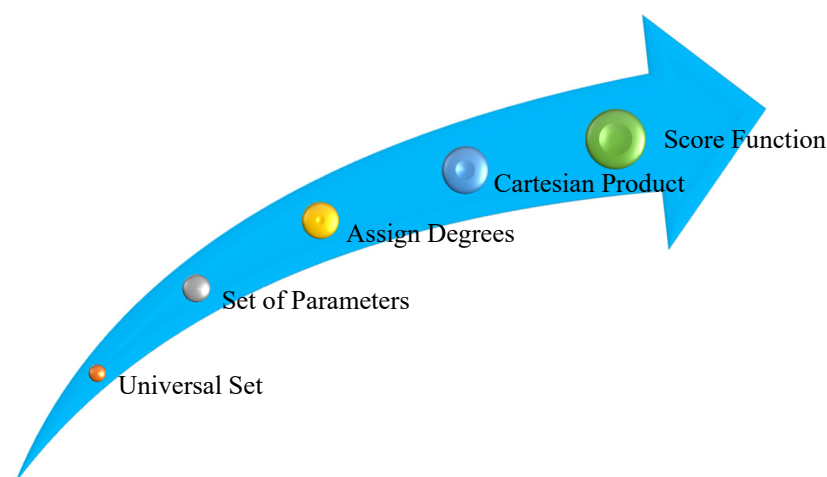 Score Function
Cartesian Product
Assign Degrees
Set of Parameters
Universal Set